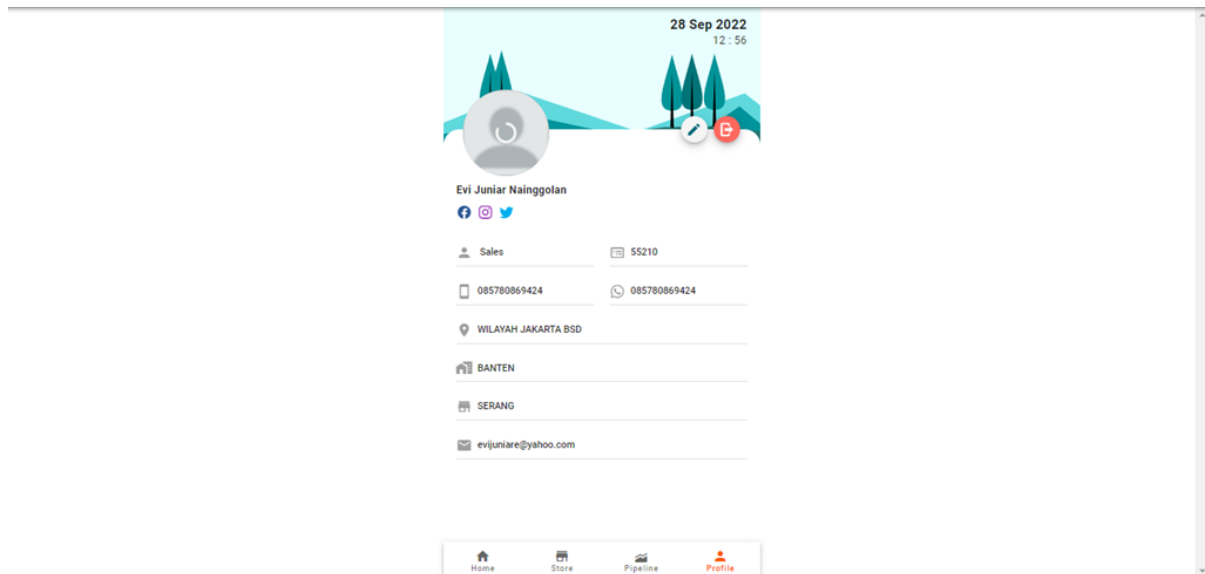 28 Sep 2022
12 : 56
Evi Juniar Nainggolan
Sales
55210
085780869424
085780869424
WILAYAH JAKARTA BSD
BANTEN
SERANG
evijuniare@yahoo.com
Home
Store
Pipeline
Profile